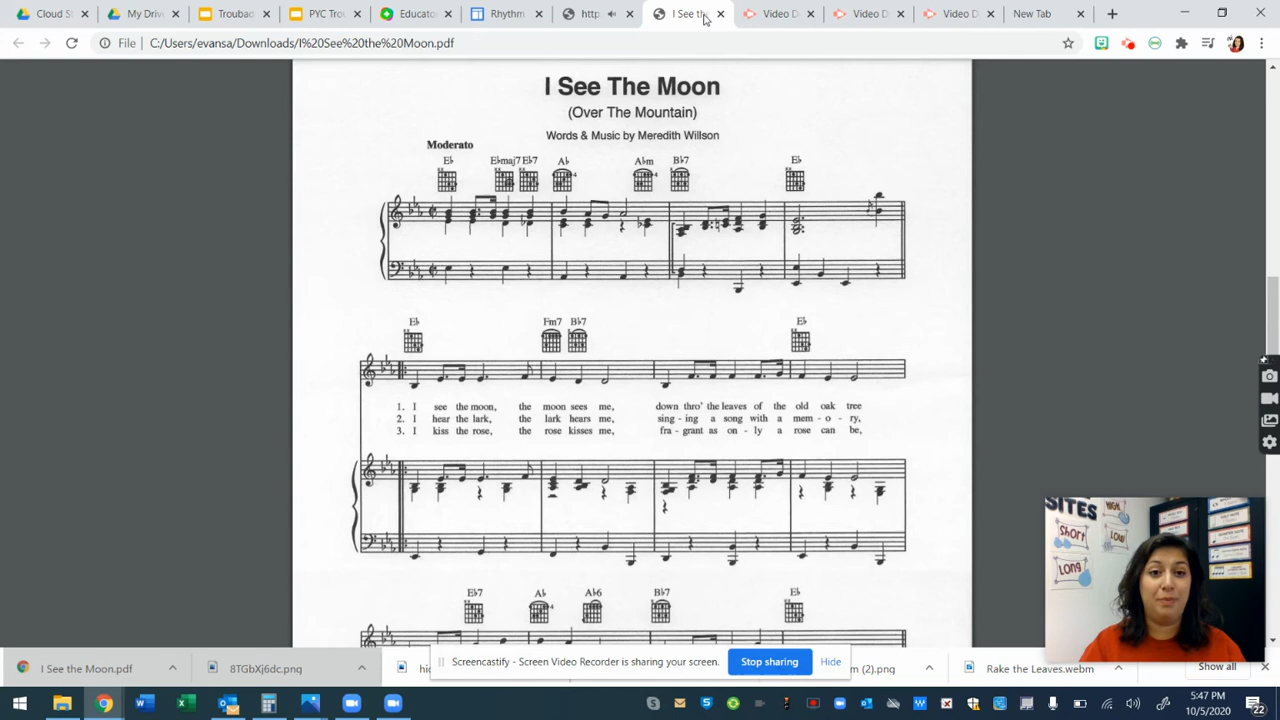 Cloud S
My Driv
Troubad
PYC Tro
Educato
Rhythm
http
I See th
Video D
Video D
Video D
New Tab
File
C:/Users/evansa/Downloads/I%20See%20the%20Moon.pdf
I See The Moon
(Over The Mountain)
Words & Music by Meredith Willson
Moderato
E♭ E♭maj7 E♭7 A♭ A♭m B♭7 E♭
E♭ Fm7 B♭7 E♭
1. I see the moon, the moon sees me, down thro' the leaves of the old oak tree
2. I hear the lark, the lark hears me, sing - ing a song with a mem - o - ry,
3. I kiss the rose, the rose kisses me, fra - grant as on - ly a rose can be,
E♭7 A♭ A♭6 B♭7 E♭
SITES
HIGH
Short
LOW
Long
I See the Moon.pdf
8TGbXj6dc.png
Screencastify - Screen Video Recorder is sharing your screen.
Stop sharing
Hide
m (2).png
Rake the Leaves.webm
Show all
5:47 PM
10/5/2020
22